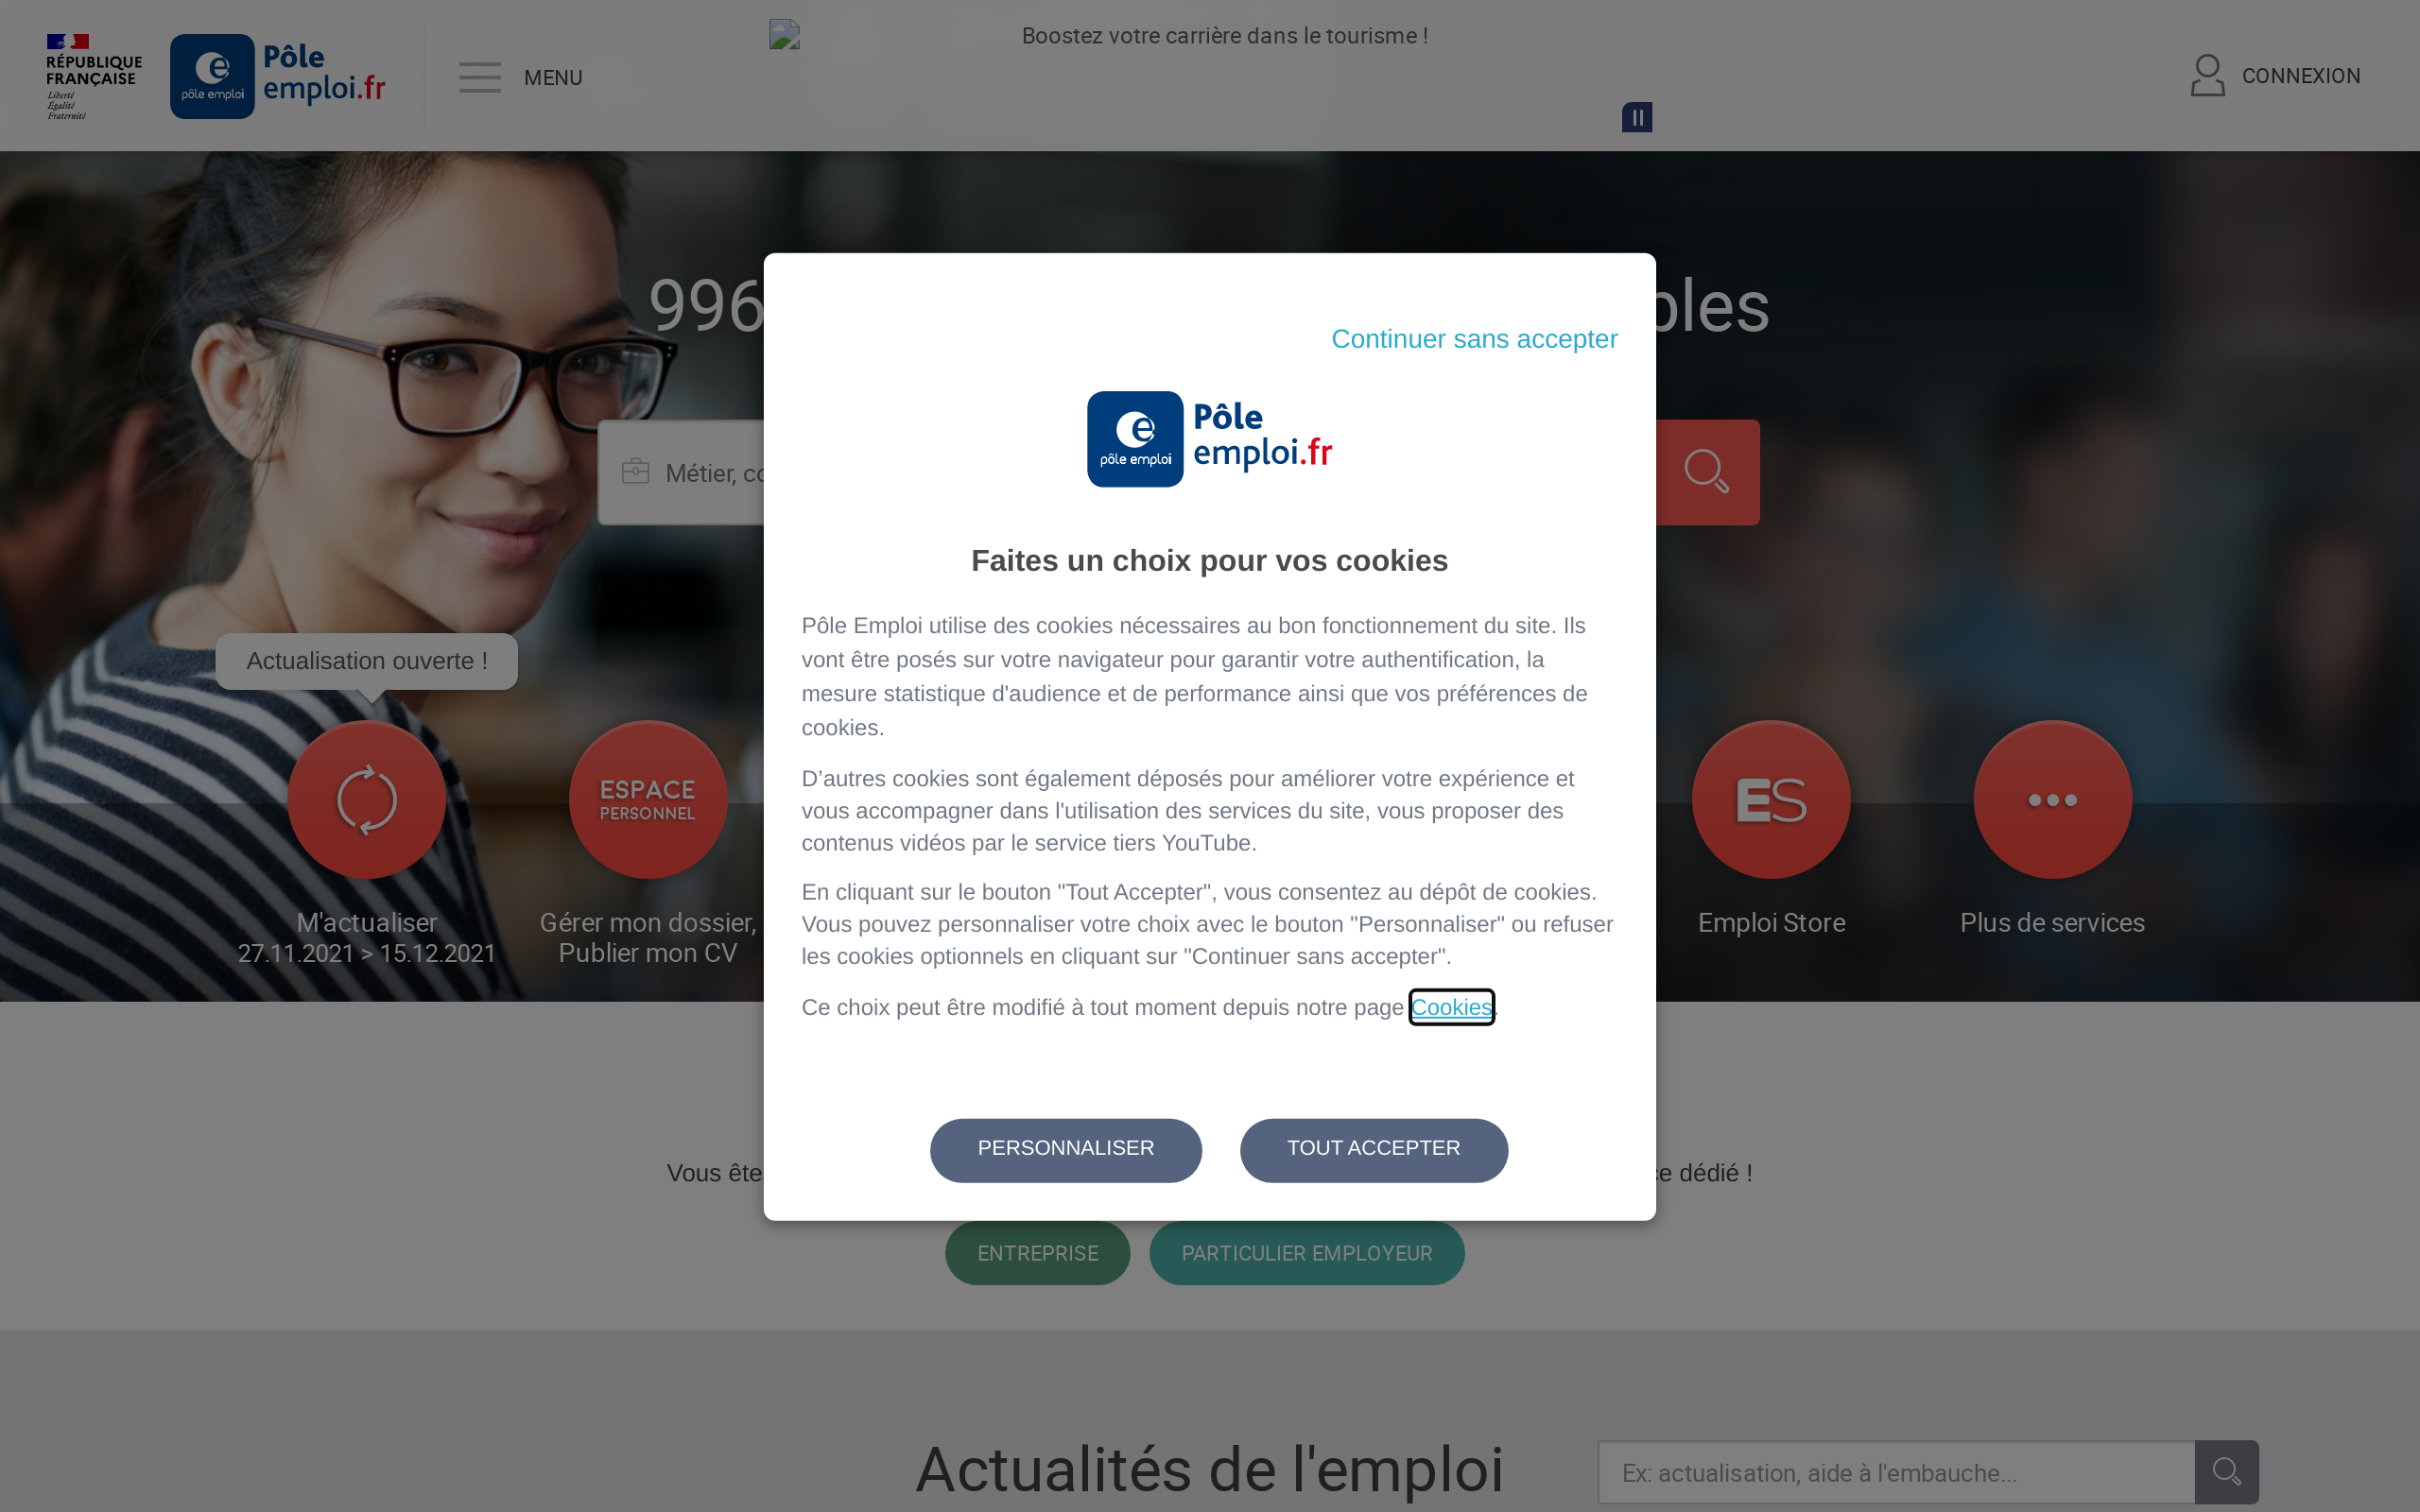 RÉPUBLIQUE
FRANÇAISE
Liberté
Égalité
Fraternité
pôle emploi
Pôle
emploi.fr
MENU
Boostez votre carrière dans le tourisme !
CONNEXION
996
bles
Continuer sans accepter
pôle emploi
Pôle
emploi.fr
Métier, co
Faites un choix pour vos cookies
Pôle Emploi utilise des cookies nécessaires au bon fonctionnement du site. Ils
vont être posés sur votre navigateur pour garantir votre authentification, la
mesure statistique d'audience et de performance ainsi que vos préférences de
cookies.
D’autres cookies sont également déposés pour améliorer votre expérience et
vous accompagner dans l'utilisation des services du site, vous proposer des
contenus vidéos par le service tiers YouTube.
En cliquant sur le bouton "Tout Accepter", vous consentez au dépôt de cookies.
Vous pouvez personnaliser votre choix avec le bouton "Personnaliser" ou refuser
les cookies optionnels en cliquant sur "Continuer sans accepter".
Ce choix peut être modifié à tout moment depuis notre page Cookies.
PERSONNALISER
TOUT ACCEPTER
Actualisation ouverte !
ESPACE
PERSONNEL
ES
M'actualiser
27.11.2021 > 15.12.2021
Gérer mon dossier,
Publier mon CV
Emploi Store
Plus de services
Vous ête
ce dédié !
ENTREPRISE
PARTICULIER EMPLOYEUR
Actualités de l'emploi
Ex: actualisation, aide à l'embauche...